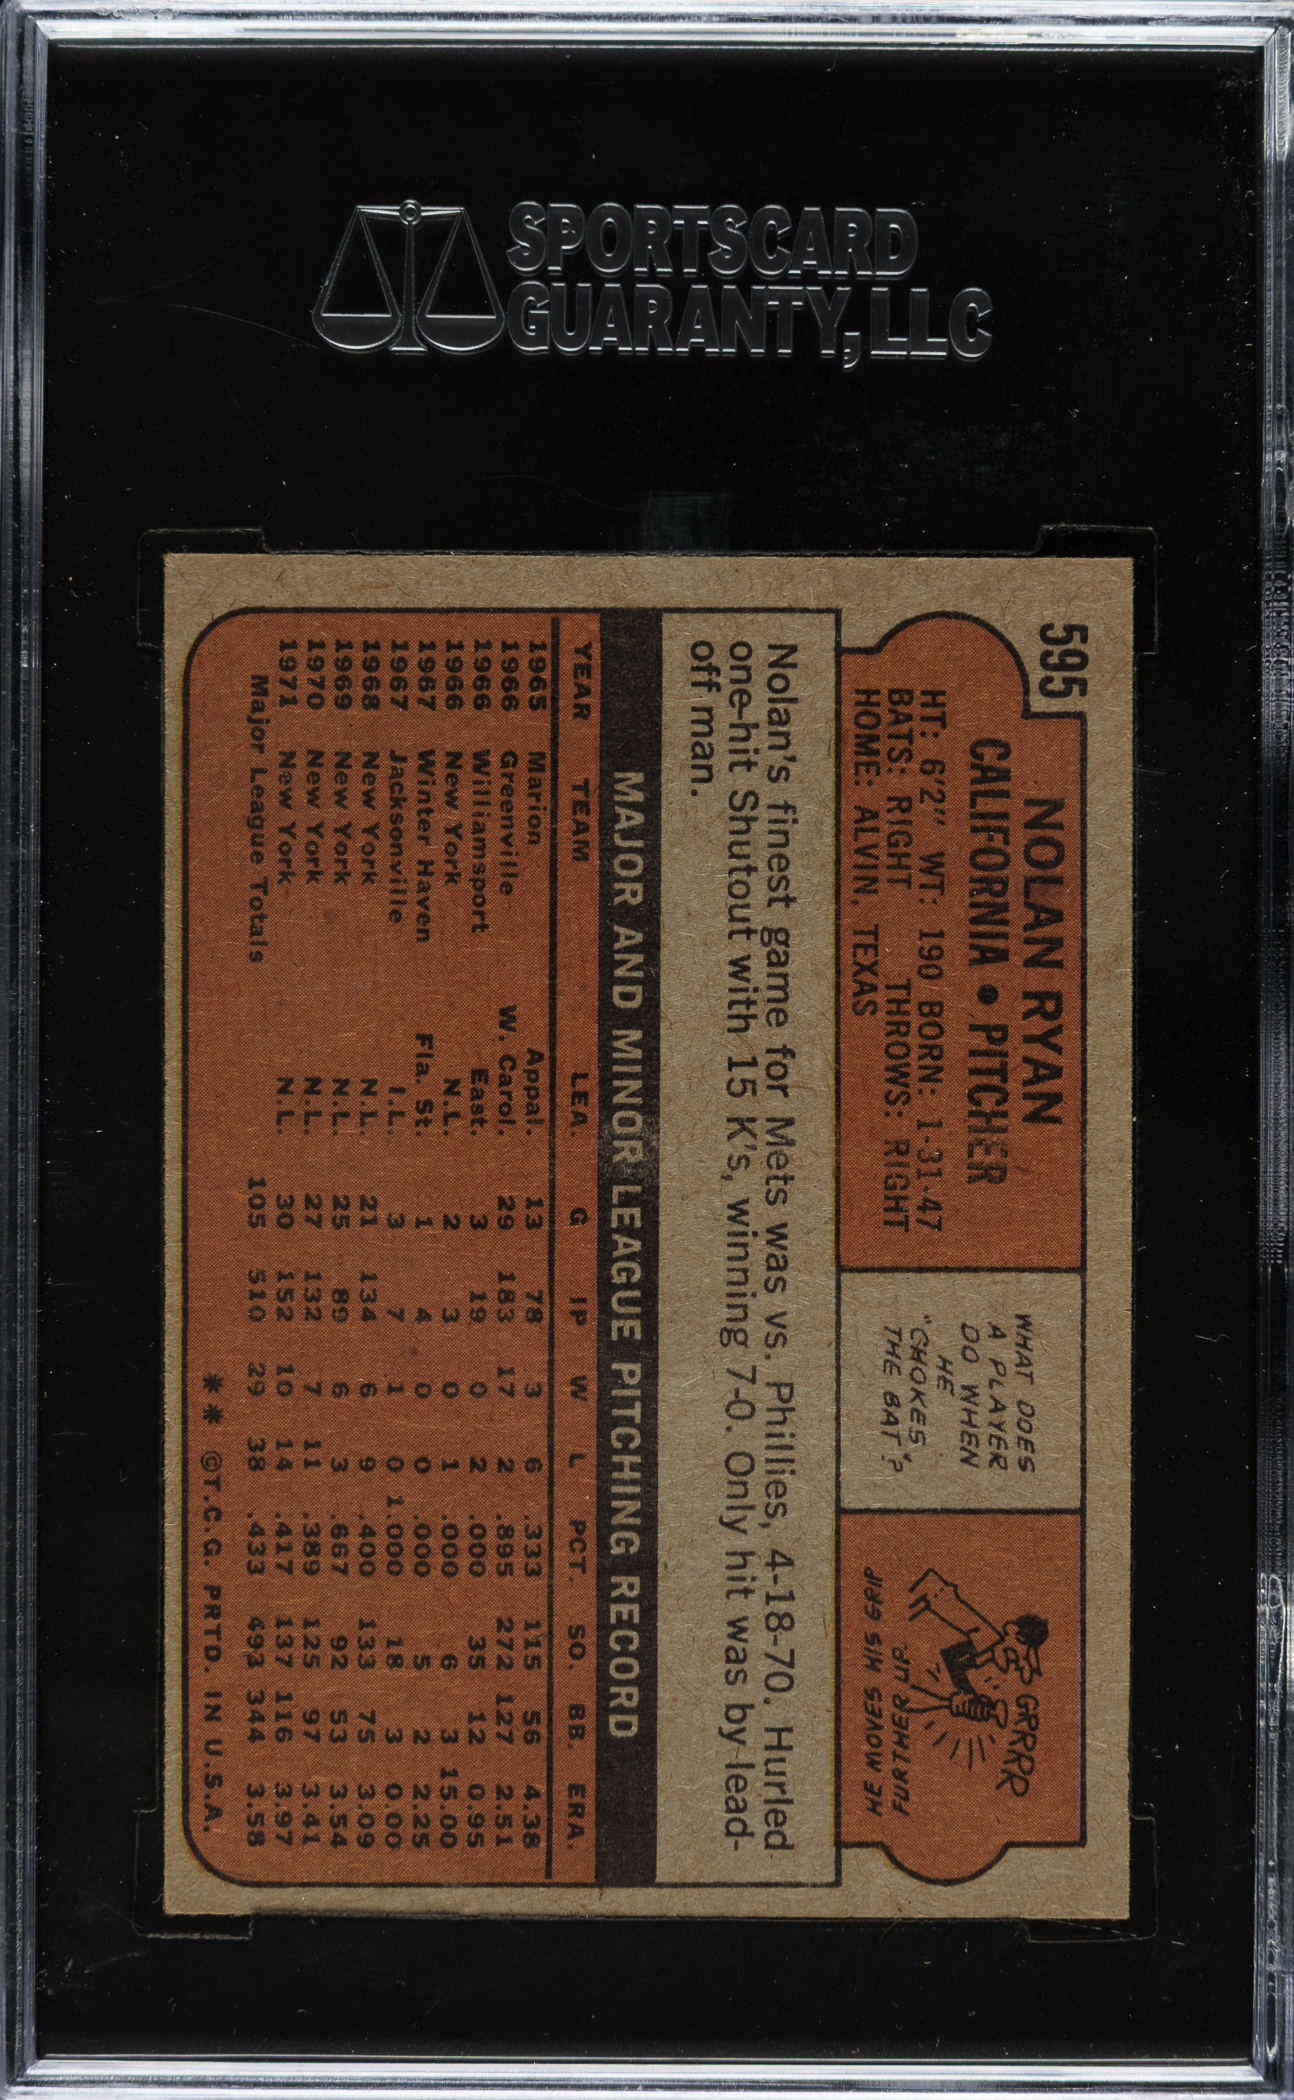 SPORTSCARD
GUARANTY, LLC
595
NOLAN RYAN
CALIFORNIA • PITCHER
HT: 6'2" WT: 190 BORN: 1-31-47
BATS: RIGHT THROWS: RIGHT
HOME: ALVIN, TEXAS
WHAT DOES
A PLAYER
DO WHEN
HE
"CHOKES
THE BAT"?
GRRRR
HE MOVES HIS GRIP
FURTHER UP.
Nolan's finest game for Mets was vs. Phillies, 4-18-70. Hurled
one-hit Shutout with 15 K's, winning 7-0. Only hit was by lead-
off man.
MAJOR AND MINOR LEAGUE PITCHING RECORD
YEAR TEAM LEA. G IP W L PCT. SO. BB. ERA.
1965 Marion Appal. 13 78 3 6 .333 115 56 4.38
1966 Greenville W. Carol. 29 183 17 2 .895 272 127 2.51
1966 Williamsport East. 3 19 0 2 .000 35 12 0.95
1966 New York N.L. 2 3 0 1 .000 6 3 15.00
1967 Winter Haven Fla. St. 1 4 0 0 .000 5 2 2.25
1967 Jacksonville I.L. 3 7 1 0 1.000 18 3 0.00
1968 New York N.L. 21 134 6 9 .400 133 75 3.09
1969 New York N.L. 25 89 6 3 .667 92 53 3.54
1970 New York N.L. 27 132 7 11 .389 125 97 3.41
1971 New York N.L. 30 152 10 14 .417 137 116 3.97
Major League Totals 105 510 29 38 .433 493 344 3.58
** ©T.C.G. PRTD. IN U.S.A.